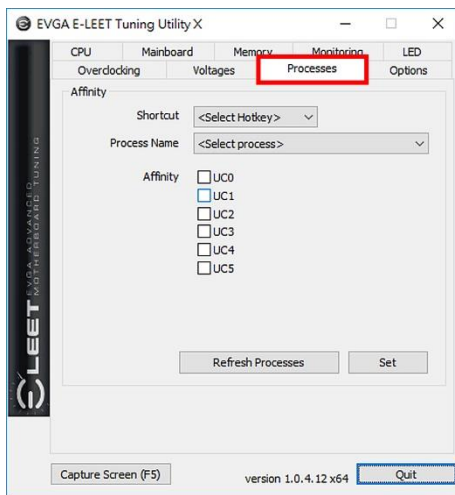 EVGA E-LEET Tuning Utility X
CPU Mainboard Memory Monitoring LED
Overclocking Voltages Processes Options
Affinity
Shortcut <Select Hotkey>
Process Name <Select process>
Affinity UC0
UC1
UC2
UC3
UC4
UC5
Refresh Processes Set
Capture Screen (F5) version 1.0.4.12 x64 Quit
ELEET EVGA ADVANCED
MOTHERBOARD TUNING